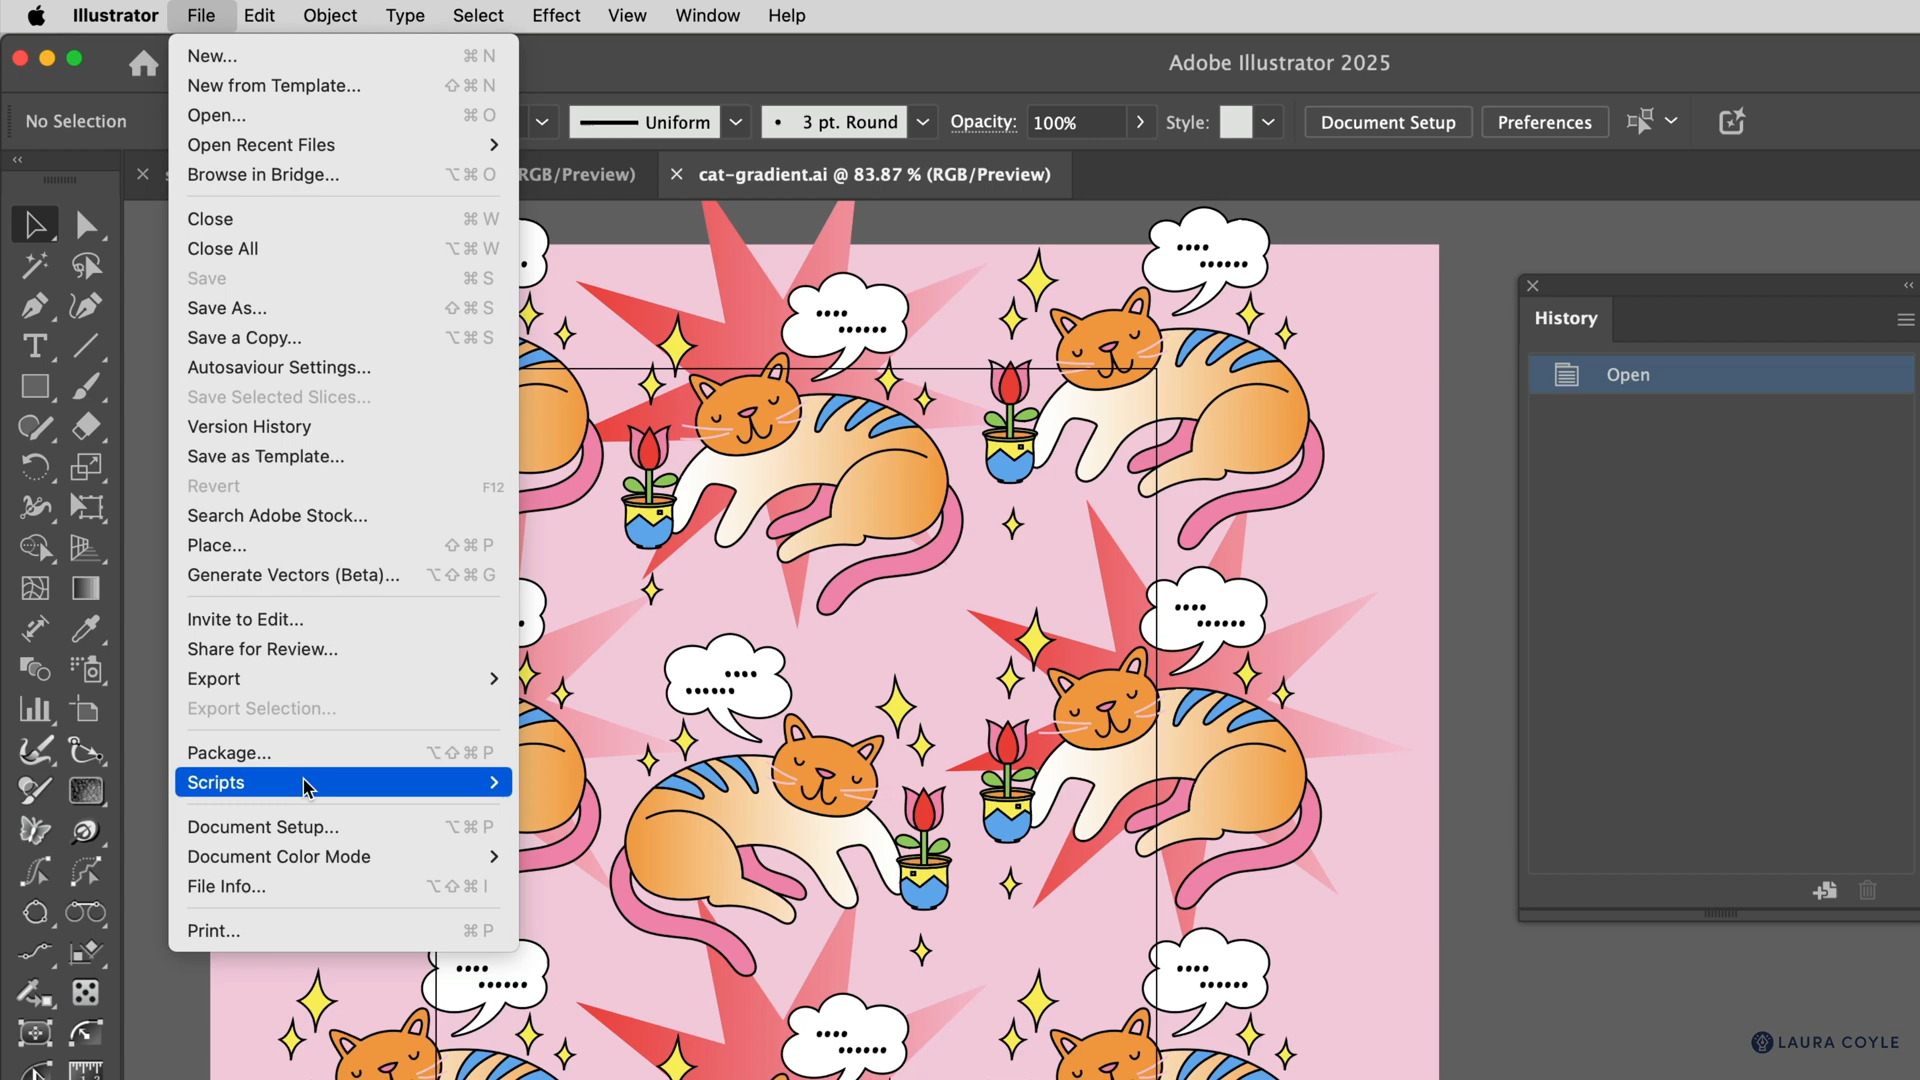 Illustrator File Edit Object Type Select Effect View Window Help
Adobe Illustrator 2025
No Selection Uniform 3 pt. Round Opacity: 100% Style: Document Setup Preferences
RGB/Preview) cat-gradient.ai @ 83.87 % (RGB/Preview)
New... ⌘ N
New from Template... ⇧ ⌘ N
Open... ⌘ O
Open Recent Files
Browse in Bridge... ⌥ ⌘ O
Close ⌘ W
Close All ⌥ ⌘ W
Save ⌘ S
Save As... ⇧ ⌘ S
Save a Copy... ⌥ ⌘ S
Autosaviour Settings...
Save Selected Slices...
Version History
Save as Template...
Revert F12
Search Adobe Stock...
Place... ⇧ ⌘ P
Generate Vectors (Beta)... ⌥ ⇧ ⌘ G
Invite to Edit...
Share for Review...
Export
Export Selection...
Package... ⌥ ⇧ ⌘ P
Scripts
Document Setup... ⌥ ⌘ P
Document Color Mode
File Info... ⌥ ⇧ ⌘ I
Print... ⌘ P
History
Open
LAURA COYLE